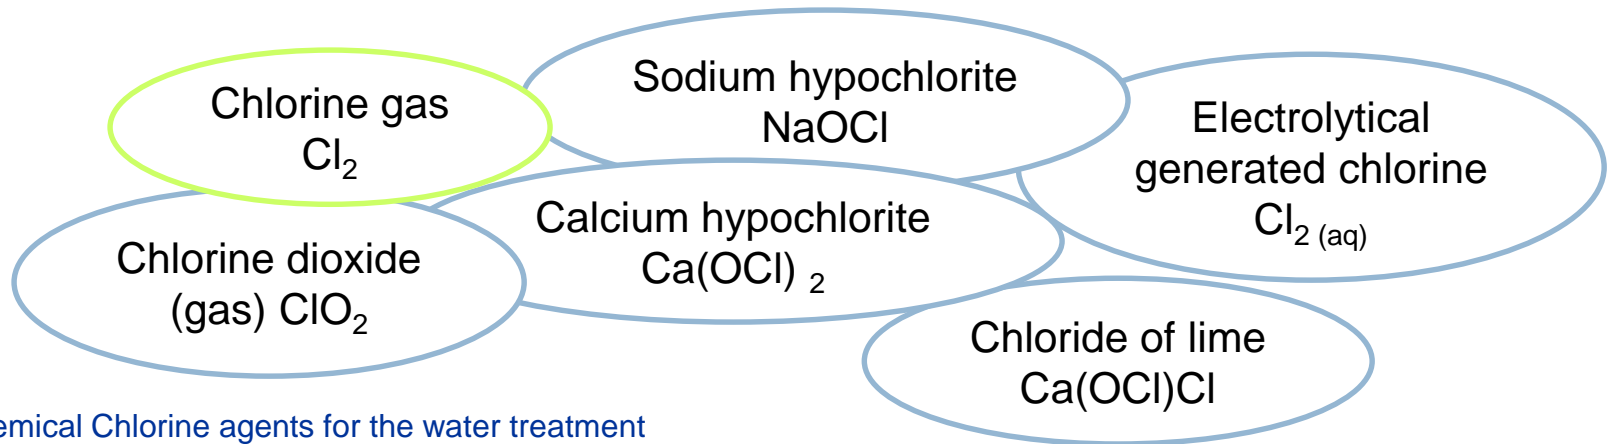 Chlorine gas
Cl₂
Sodium hypochlorite
NaOCl
Electrolytical
generated chlorine
Cl₂ ₍aq₎
Calcium hypochlorite
Ca(OCl) ₂
Chlorine dioxide
(gas) ClO₂
Chloride of lime
Ca(OCl)Cl
emical Chlorine agents for the water treatment